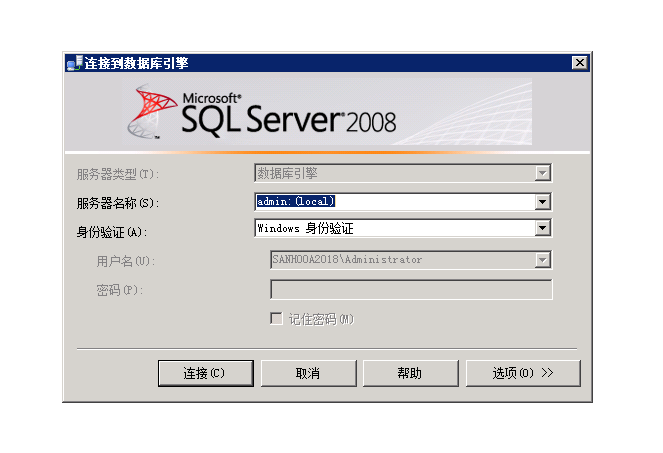 连接到数据库引擎
Microsoft®
SQL Server® 2008
服务器类型(T): 数据库引擎
服务器名称(S): admin:(local)
身份验证(A): Windows 身份验证
用户名(U): SANHOOA2018\Administrator
密码(P):
记住密码(M)
连接(C) 取消 帮助 选项(O) >>